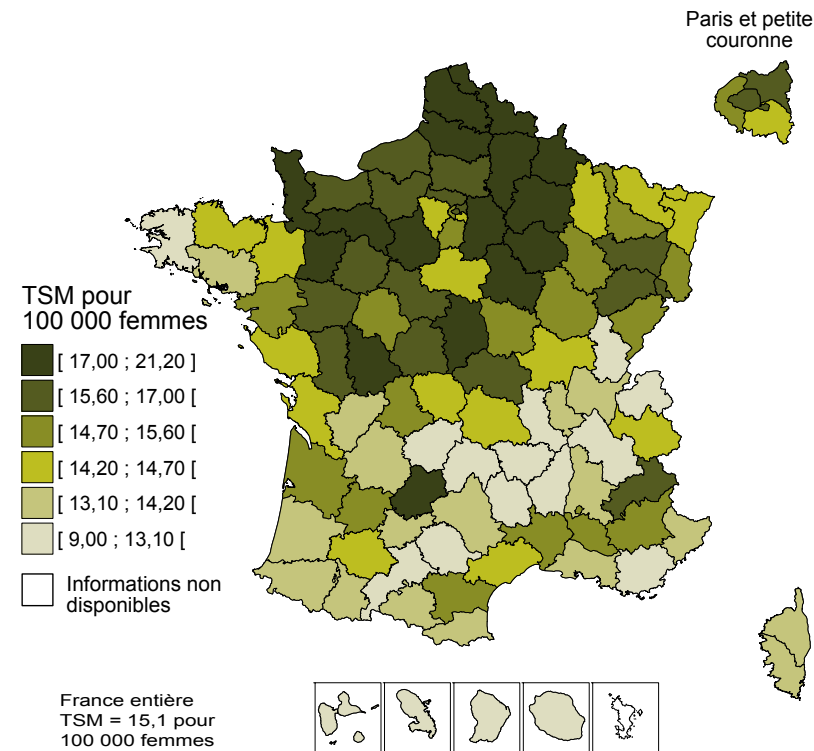 Paris et petite
couronne
TSM pour
100 000 femmes
[ 17,00 ; 21,20 ]
[ 15,60 ; 17,00 [
[ 14,70 ; 15,60 [
[ 14,20 ; 14,70 [
[ 13,10 ; 14,20 [
[ 9,00 ; 13,10 [
Informations non
disponibles
France entière
TSM = 15,1 pour
100 000 femmes